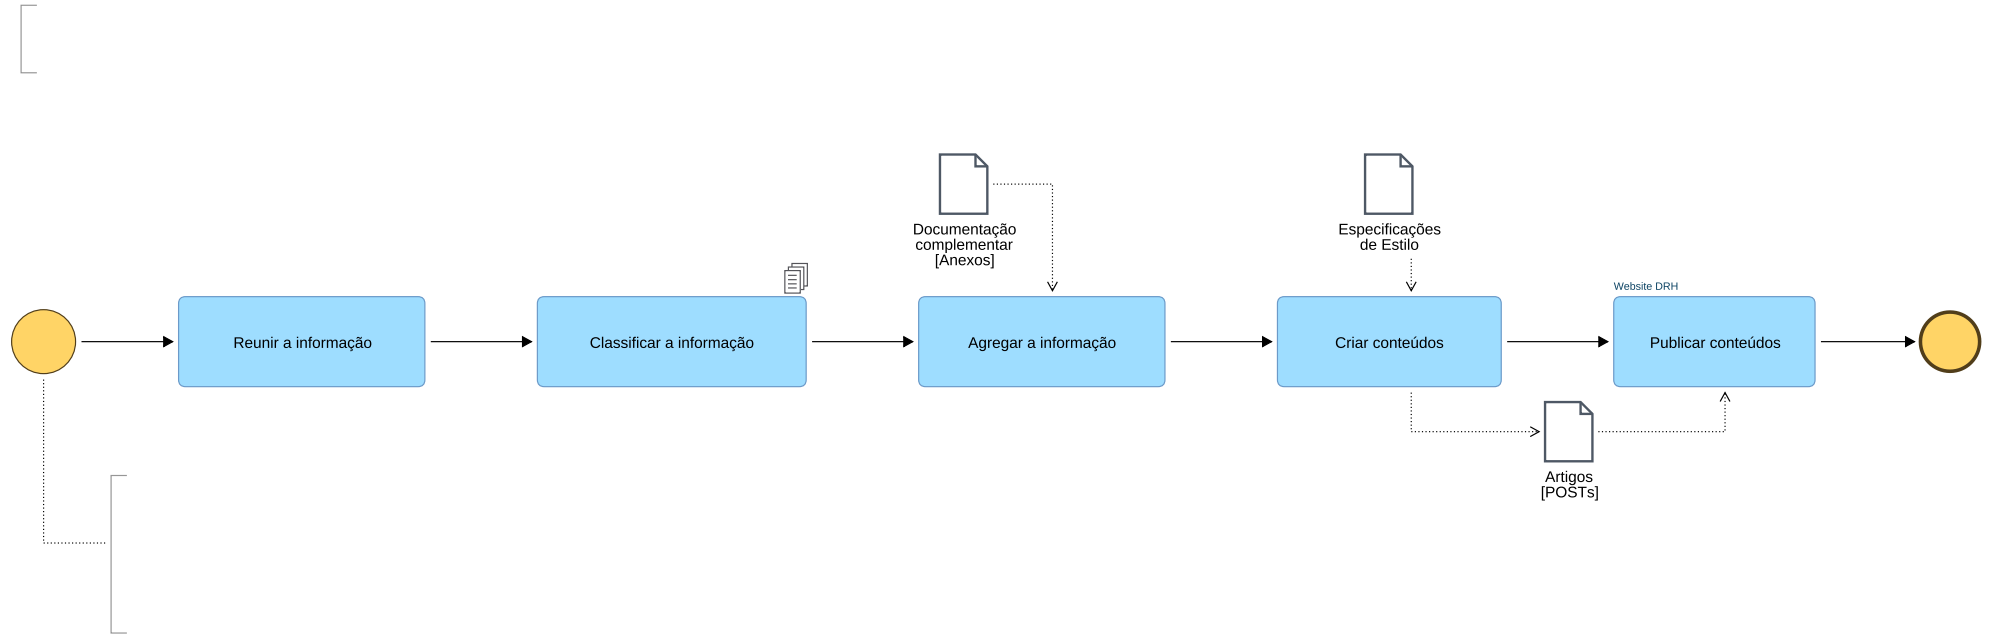 Documentação
complementar
[Anexos]
Especificações
de Estilo
Website DRH
Reunir a informação
Classificar a informação
Agregar a informação
Criar conteúdos
Publicar conteúdos
Artigos
[POSTs]